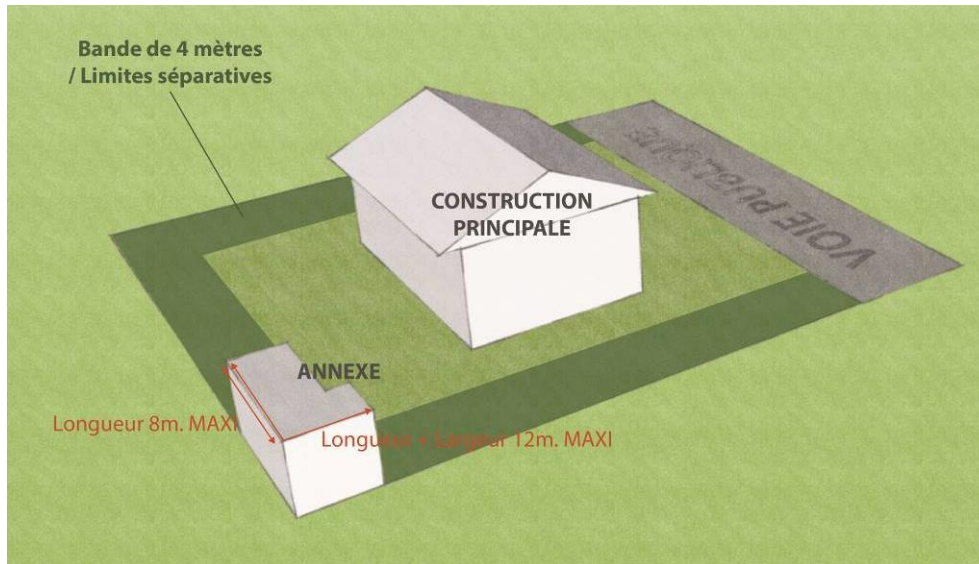 Bande de 4 mètres
/ Limites séparatives
CONSTRUCTION
PRINCIPALE
VOIE PUBLIQUE
ANNEXE
Longueur 8m. MAXI
Longueur + Largeur 12m. MAXI